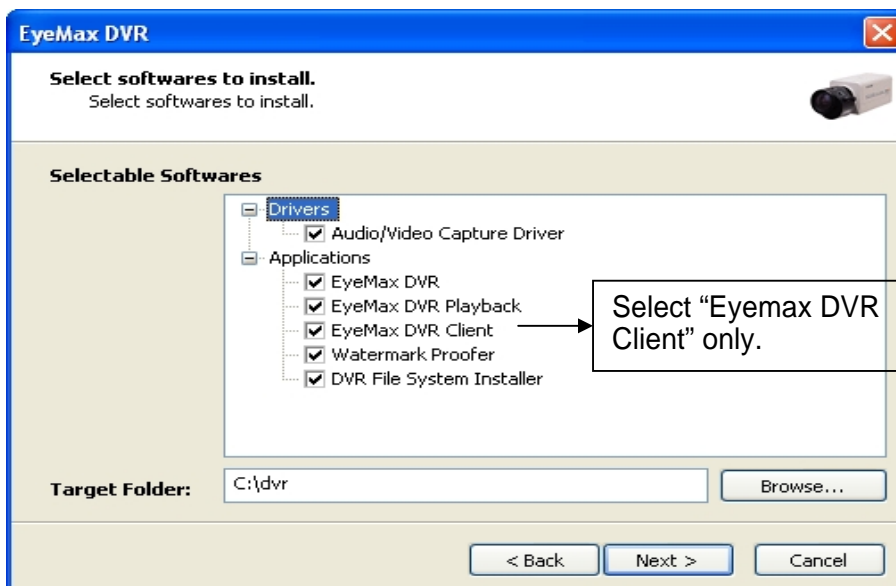 EyeMax DVR
Select softwares to install.
Select softwares to install.
Selectable Softwares
Drivers
Audio/Video Capture Driver
Applications
EyeMax DVR
EyeMax DVR Playback
EyeMax DVR Client
Watermark Proofer
DVR File System Installer
Select “Eyemax DVR
Client” only.
Target Folder:
C:\dvr
Browse...
< Back
Next >
Cancel